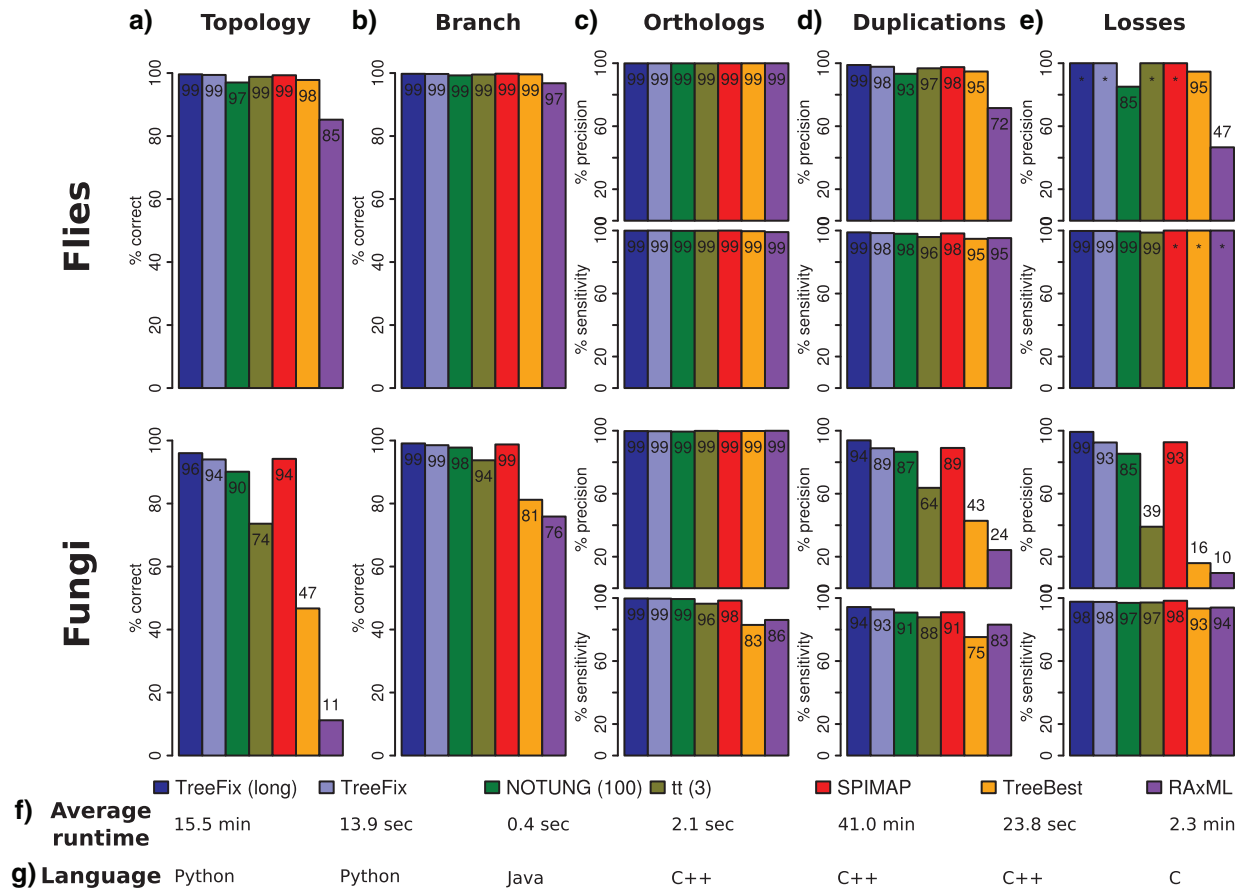 a) Topology b) Branch c) Orthologs d) Duplications e) Losses
Flies
% correct
0 20 40 60 80 100
99 99 97 99 99 98 85
% correct
0 20 40 60 80 100
99 99 99 99 99 99 97
% precision
0 20 60 100
99 99 99 99 99 99 99
% sensitivity
0 20 60 100
99 99 99 99 99 99 99
% precision
0 20 60 100
99 98 93 97 98 95 72
% sensitivity
0 20 60 100
99 98 98 96 98 95 95
% precision
0 20 60 100
* * 85 * * 95 47
% sensitivity
0 20 60 100
99 99 99 99 * * *
Fungi
% correct
0 20 40 60 80 100
96 94 90 74 94 47 11
% correct
0 20 40 60 80 100
99 99 98 94 99 81 76
% precision
0 20 60 100
99 99 99 99 99 99 99
% sensitivity
0 20 60 100
99 99 99 96 98 83 86
% precision
0 20 60 100
94 89 87 64 89 43 24
% sensitivity
0 20 60 100
94 93 91 88 91 75 83
% precision
0 20 60 100
99 93 85 39 93 16 10
% sensitivity
0 20 60 100
98 98 97 97 98 93 94
TreeFix (long) TreeFix NOTUNG (100) tt (3) SPIMAP TreeBest RAxML
f) Average runtime 15.5 min 13.9 sec 0.4 sec 2.1 sec 41.0 min 23.8 sec 2.3 min
g) Language Python Python Java C++ C++ C++ C